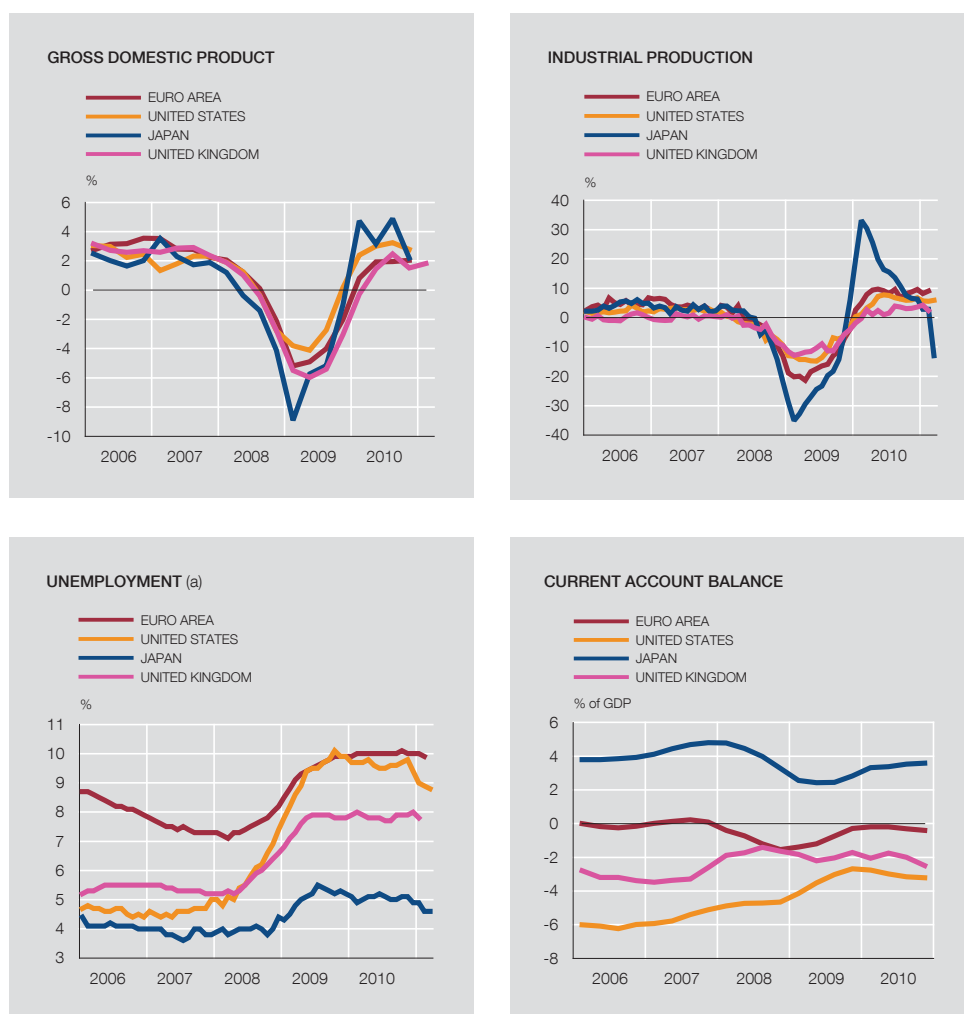 GROSS DOMESTIC PRODUCT
EURO AREA
UNITED STATES
JAPAN
UNITED KINGDOM
%
6
4
2
0
-2
-4
-6
-8
-10
2006 2007 2008 2009 2010
INDUSTRIAL PRODUCTION
EURO AREA
UNITED STATES
JAPAN
UNITED KINGDOM
%
40
30
20
10
0
-10
-20
-30
-40
2006 2007 2008 2009 2010
UNEMPLOYMENT (a)
EURO AREA
UNITED STATES
JAPAN
UNITED KINGDOM
%
11
10
9
8
7
6
5
4
3
2006 2007 2008 2009 2010
CURRENT ACCOUNT BALANCE
EURO AREA
UNITED STATES
JAPAN
UNITED KINGDOM
% of GDP
6
4
2
0
-2
-4
-6
-8
2006 2007 2008 2009 2010